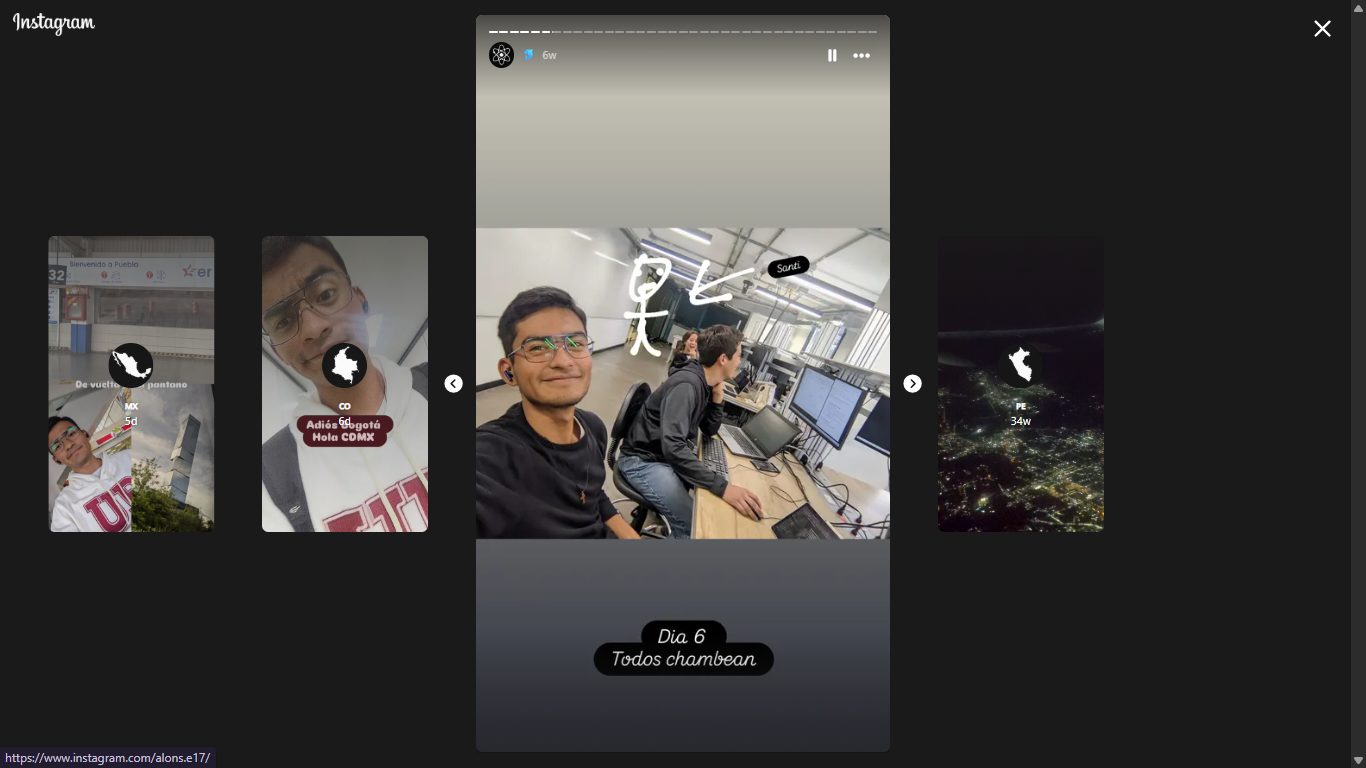 Instagram
6w
Santi
Dia 6
Todos chambean
32
Bienvenido a Puebla
er
De vuelta
pantano
MX
5d
CO
6d
Adiós Bogotá
Hola CDMX
PE
34w
https://www.instagram.com/alons.e17/